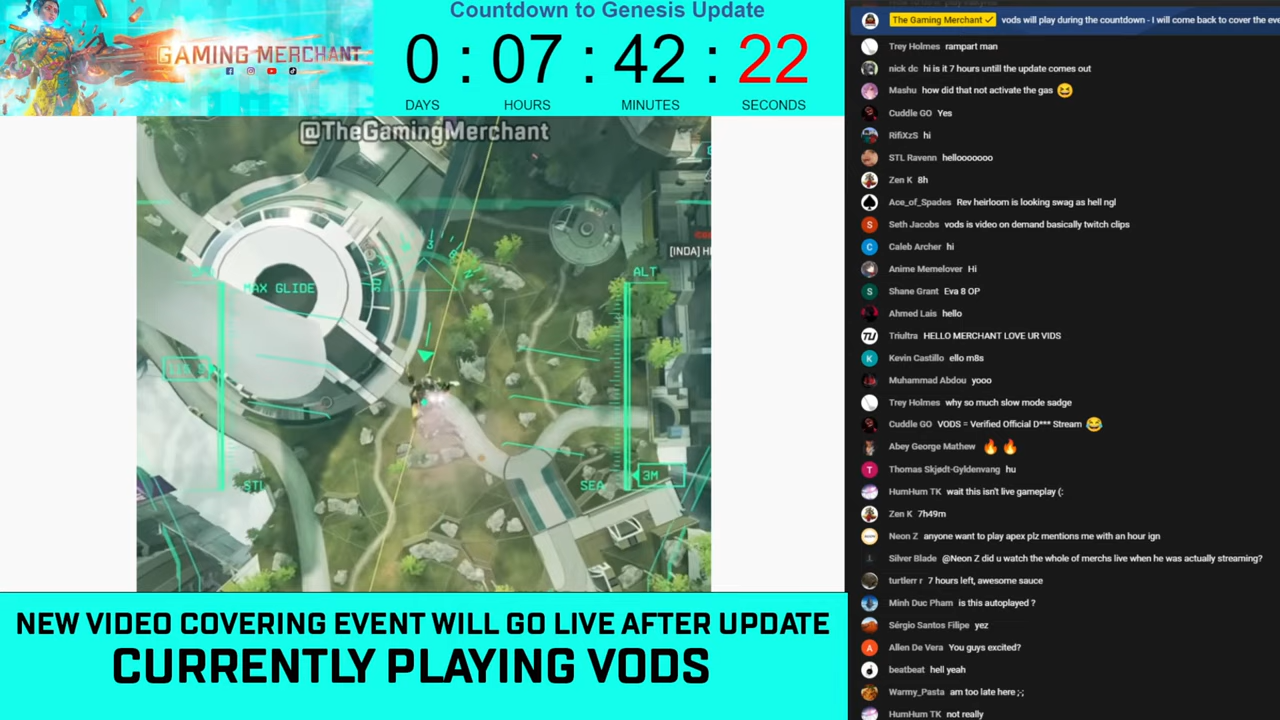 Countdown to Genesis Update
GAMING MERCHANT
0 : 07 : 42 : 22
DAYS HOURS MINUTES SECONDS
@TheGamingMerchant
[INDA]
MAX GLIDE
ALT
3M
SEA
NEW VIDEO COVERING EVENT WILL GO LIVE AFTER UPDATE
CURRENTLY PLAYING VODS
The Gaming Merchant ✓ vods will play during the countdown - I will come back to cover the eve
Trey Holmes rampart man
nick dc hi is it 7 hours untill the update comes out
Mashu how did that not activate the gas 😆
Cuddle GO Yes
RifiXzS hi
STL Ravenn hellooooooo
Zen K 8h
Ace_of_Spades Rev heirloom is looking swag as hell ngl
Seth Jacobs vods is video on demand basically twitch clips
Caleb Archer hi
Anime Memelover Hi
Shane Grant Eva 8 OP
Ahmed Lais hello
Triultra HELLO MERCHANT LOVE UR VIDS
Kevin Castillo ello m8s
Muhammad Abdou yooo
Trey Holmes why so much slow mode sadge
Cuddle GO VODS = Verified Official D*** Stream 😂
Abey George Mathew 🔥 🔥
Thomas Skjødt-Gyldenvang hu
HumHum TK wait this isn't live gameplay (:
Zen K 7h49m
Neon Z anyone want to play apex plz mentions me with an hour ign
Silver Blade @Neon Z did u watch the whole of merchs live when he was actually streaming?
turtlerr r 7 hours left, awesome sauce
Minh Duc Pham is this autoplayed ?
Sérgio Santos Filipe yez
Allen De Vera You guys excited?
beatbeat hell yeah
Warmy_Pasta am too late here ;-;
HumHum TK not really